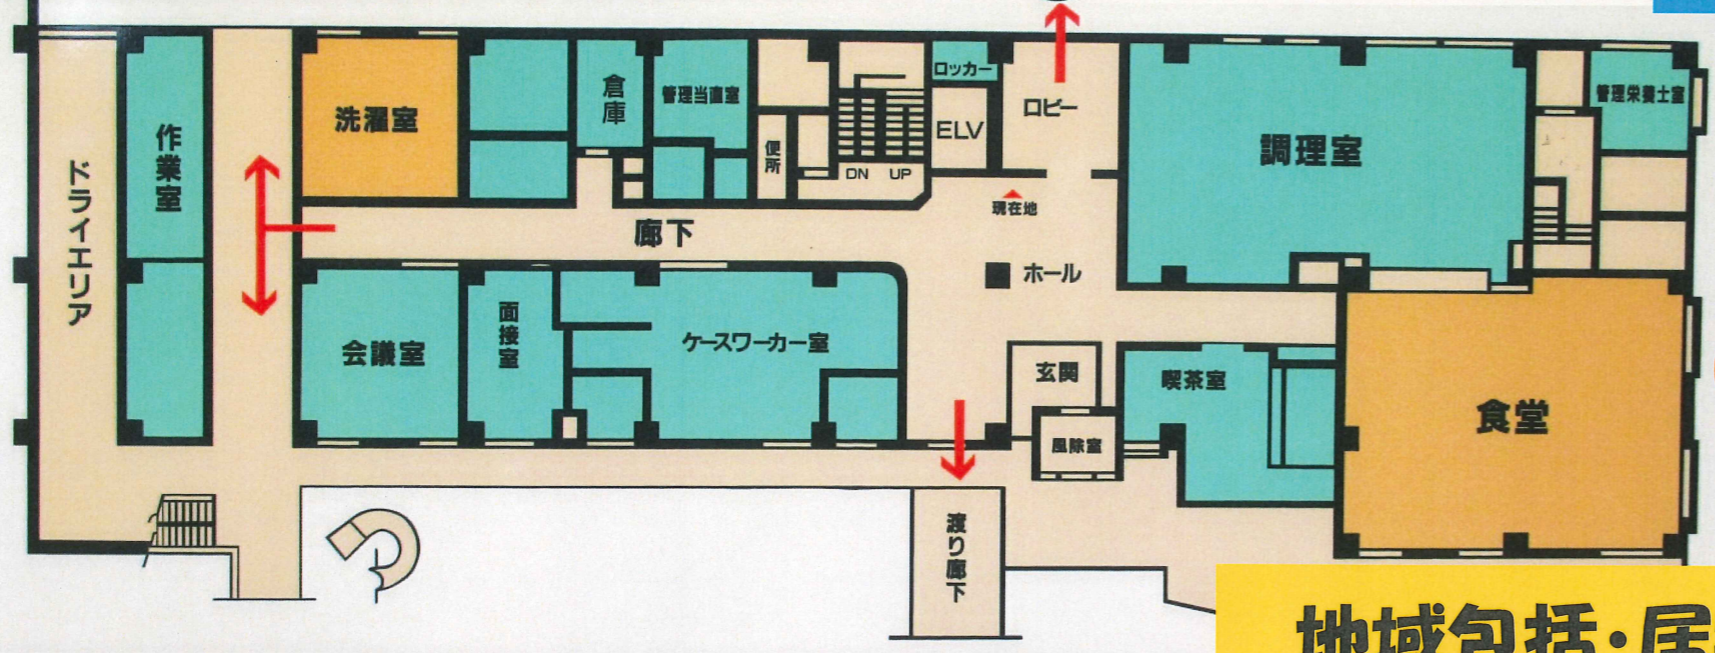 ドライエリア
作業室
洗濯室
倉庫
管理当直室
便所
DN UP
ロッカー
ELV
ロビー
調理室
管理栄養士室
現在地
廊下
ホール
会議室
面接室
ケースワーカー室
玄関
風除室
喫茶室
食堂
渡り廊下
地域包括・居